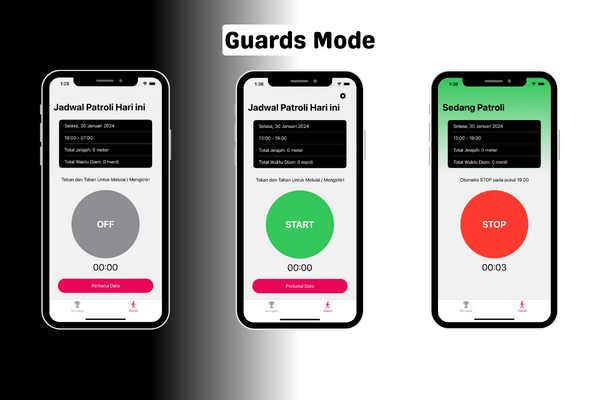 Guards Mode
1:28
Jadwal Patroli Hari ini
Selasa, 30 Januari 2024
19:00 - 07:00
Total Jelajah: 0 meter
Total Waktu Diam: 0 menit
Tekan dan Tahan Untuk Melulai / Mengkhiri
OFF
00:00
Perbarui Data
Peringkat
Patroli
1:38
Jadwal Patroli Hari ini
Selasa, 30 Januari 2024
13:00 - 19:00
Total Jelajah: 0 meter
Total Waktu Diam: 0 menit
Tekan dan Tahan Untuk Melulai / Mengkhiri
START
00:00
Perbarui Data
Peringkat
Patroli
1:38
Sedang Patroli
Selasa, 30 Januari 2024
13:00 - 19:00
Total Jelajah: 0 meter
Total Waktu Diam: 0 menit
Otomatis STOP pada pukul 19:00
STOP
00:03
Peringkat
Patroli